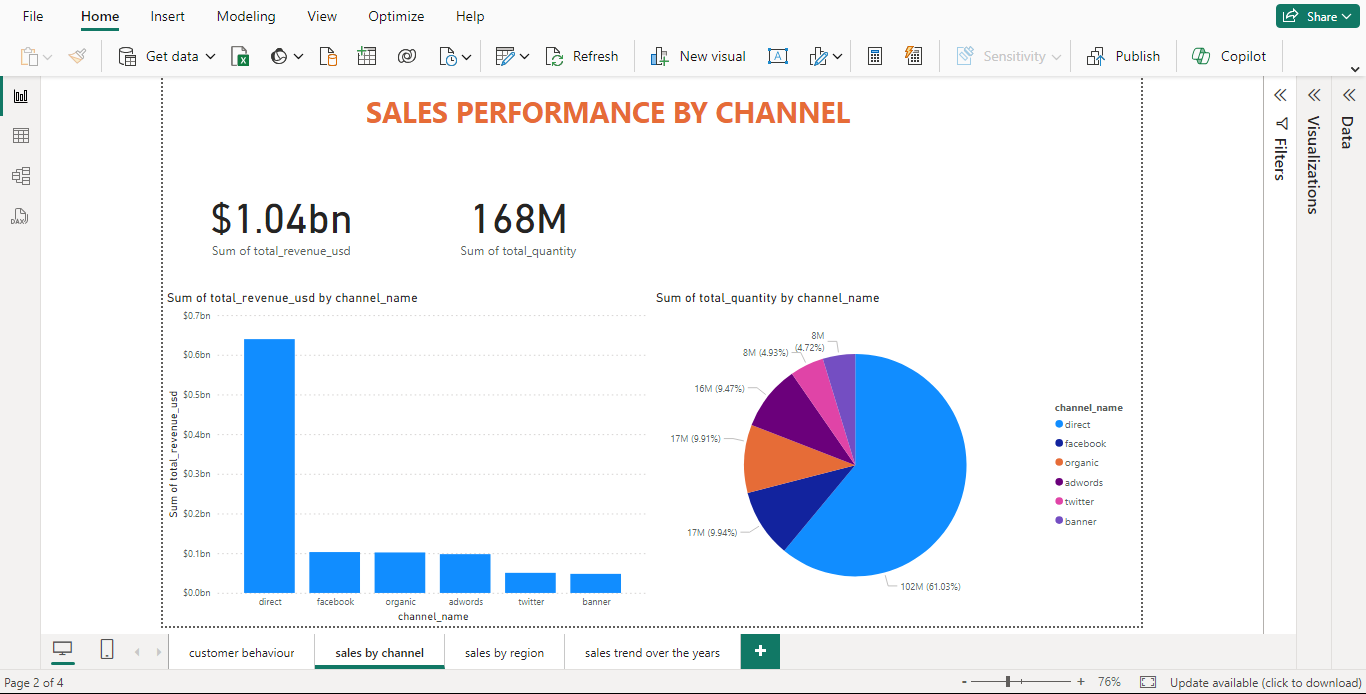 File Home Insert Modeling View Optimize Help Share
Get data Refresh New visual Sensitivity Publish Copilot
SALES PERFORMANCE BY CHANNEL
$1.04bn
Sum of total_revenue_usd
168M
Sum of total_quantity
Sum of total_revenue_usd by channel_name
Sum of total_revenue_usd
$0.7bn
$0.6bn
$0.5bn
$0.4bn
$0.3bn
$0.2bn
$0.1bn
$0.0bn
direct facebook organic adwords twitter banner
channel_name
Sum of total_quantity by channel_name
8M
(4.72%)
8M (4.93%)
16M (9.47%)
17M (9.91%)
17M (9.94%)
102M (61.03%)
channel_name
direct
facebook
organic
adwords
twitter
banner
Filters
Visualizations
Data
DAX
customer behaviour sales by channel sales by region sales trend over the years +
Page 2 of 4 - + 76% Update available (click to download)